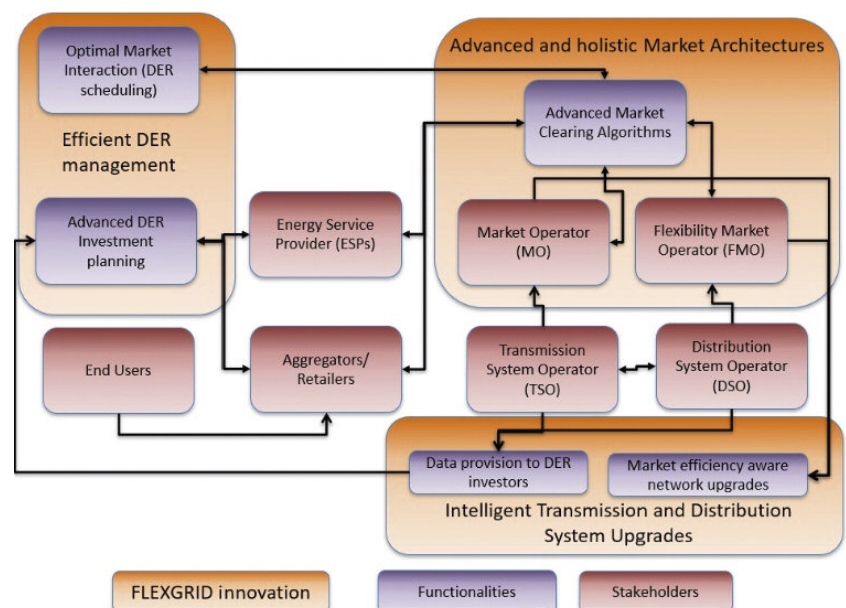 Optimal Market
Interaction (DER
scheduling)
Efficient DER
management
Advanced DER
Investment
planning
End Users
Energy Service
Provider (ESPs)
Aggregators/
Retailers
Advanced and holistic Market Architectures
Advanced Market
Clearing Algorithms
Market Operator
(MO)
Flexibility Market
Operator (FMO)
Transmission
System Operator
(TSO)
Distribution
System Operator
(DSO)
Data provision to DER
investors
Market efficiency aware
network upgrades
Intelligent Transmission and Distribution
System Upgrades
FLEXGRID innovation
Functionalities
Stakeholders